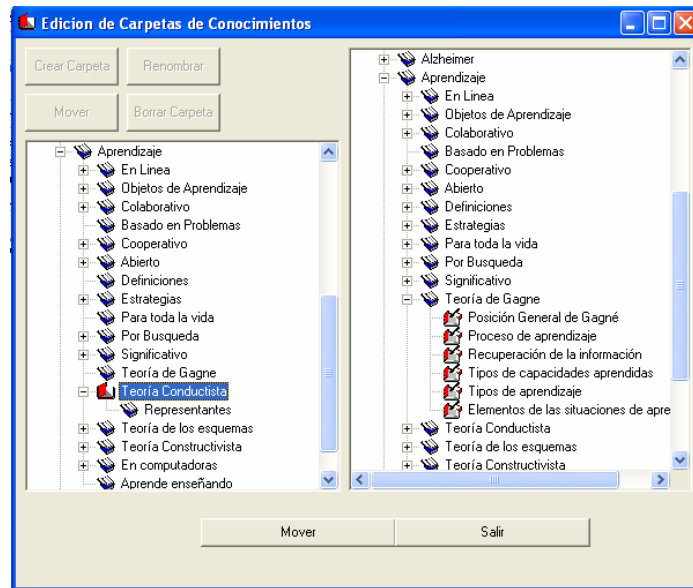 Edicion de Carpetas de Conocimientos
Crear Carpeta
Renombrar
Mover
Borrar Carpeta
Aprendizaje
En Linea
Objetos de Aprendizaje
Colaborativo
Basado en Problemas
Cooperativo
Abierto
Definiciones
Estrategias
Para toda la vida
Por Busqueda
Significativo
Teoría de Gagne
Teoría Conductista
Representantes
Teoría de los esquemas
Teoría Constructivista
En computadoras
Aprende enseñando
Alzheimer
Aprendizaje
En Linea
Objetos de Aprendizaje
Colaborativo
Basado en Problemas
Cooperativo
Abierto
Definiciones
Estrategias
Para toda la vida
Por Busqueda
Significativo
Teoría de Gagne
Posición General de Gagné
Proceso de aprendizaje
Recuperación de la información
Tipos de capacidades aprendidas
Tipos de aprendizaje
Elementos de las situaciones de apre
Teoría Conductista
Teoría de los esquemas
Teoría Constructivista
Mover
Salir